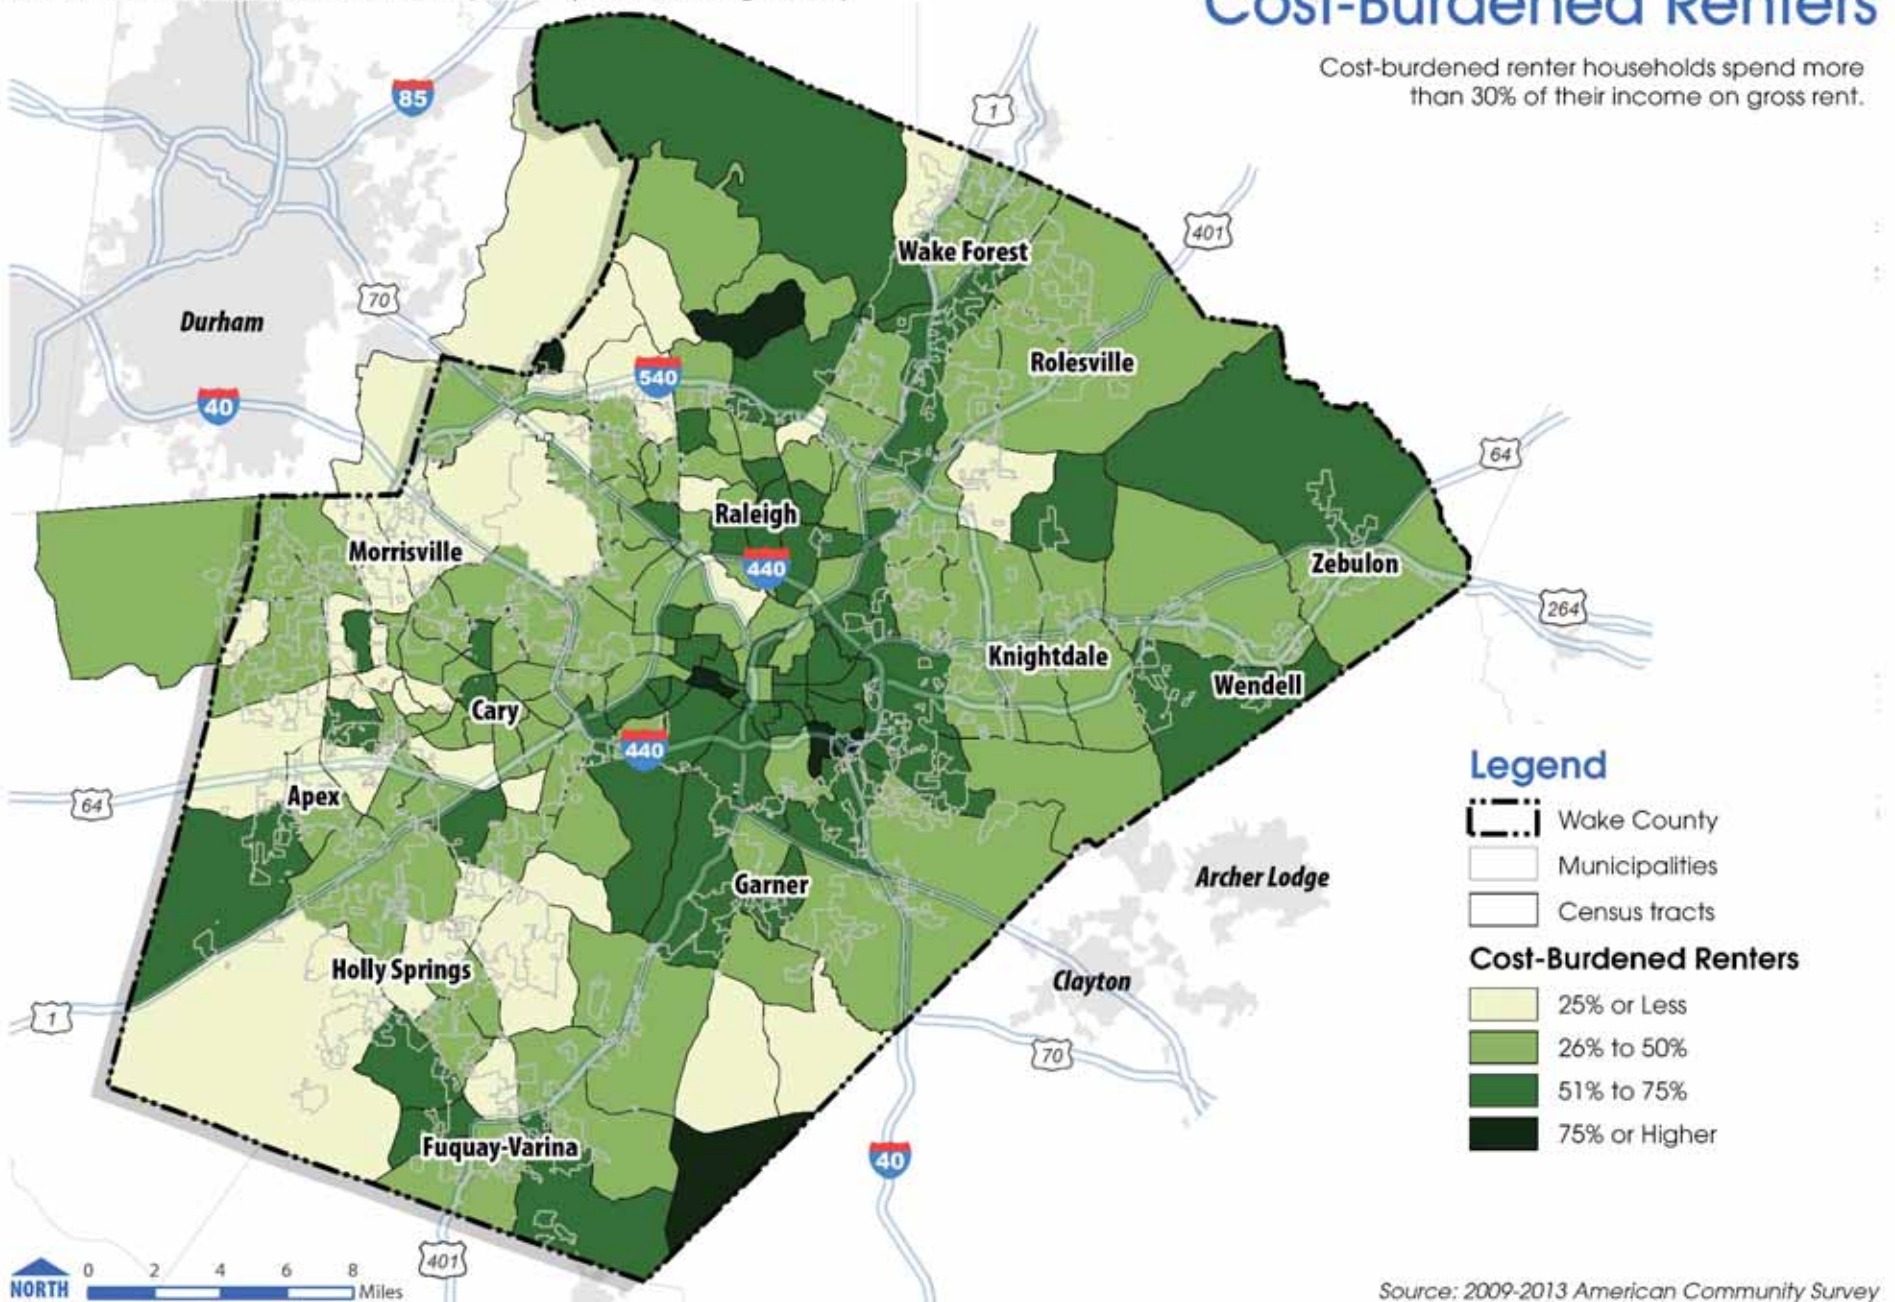 Cost-Burdened Renters
Cost-burdened renter households spend more
than 30% of their income on gross rent.
85
1
401
Wake Forest
70
Durham
Rolesville
540
40
64
Raleigh
Morrisville
440
Zebulon
264
Knightdale
Wendell
Cary
440
Apex
64
Garner
Archer Lodge
Holly Springs
Clayton
1
70
Fuquay-Varina
40
401
Legend
Wake County
Municipalities
Census tracts
Cost-Burdened Renters
25% or Less
26% to 50%
51% to 75%
75% or Higher
NORTH
0 2 4 6 8
Miles
Source: 2009-2013 American Community Survey